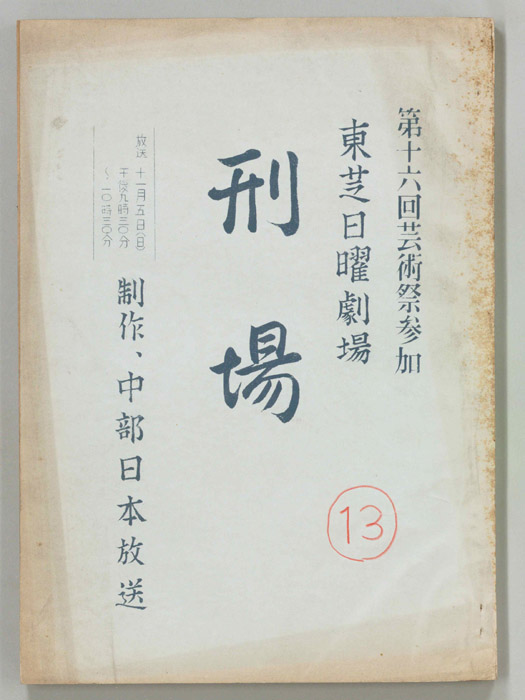 第十六回芸術祭参加
東芝日曜劇場
刑場
放送 十一月五日(日)
午後九時三〇分
～一〇時三〇分
制作、中部日本放送
13